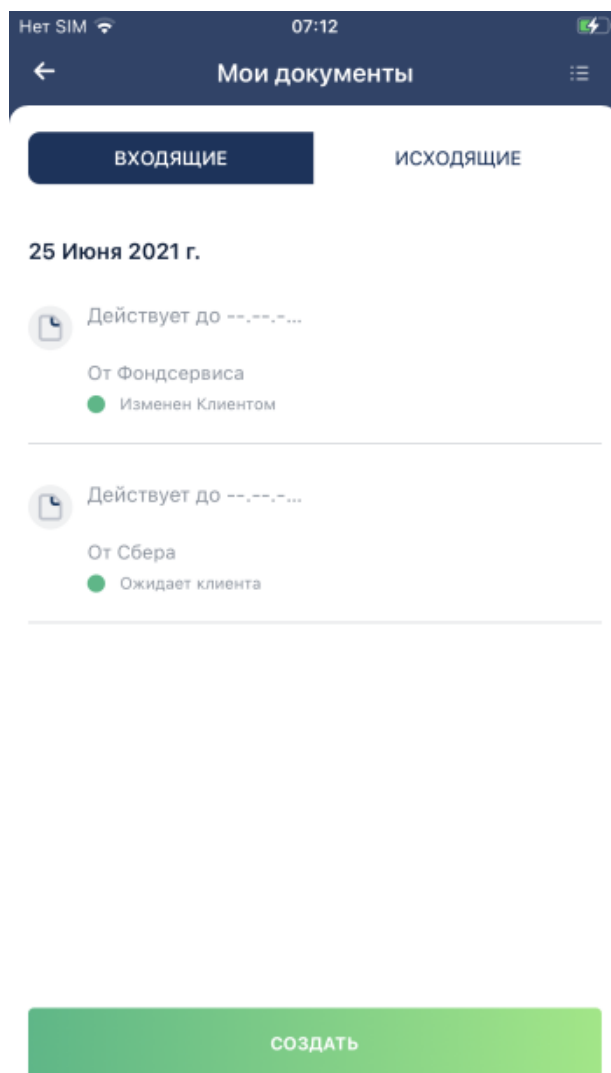 Нет SIM 07:12
Мои документы
ВХОДЯЩИЕ ИСХОДЯЩИЕ
25 Июня 2021 г.
Действует до --.--.-...
От Фондсервиса
Изменен Клиентом
Действует до --.--.-...
От Сбера
Ожидает клиента
СОЗДАТЬ